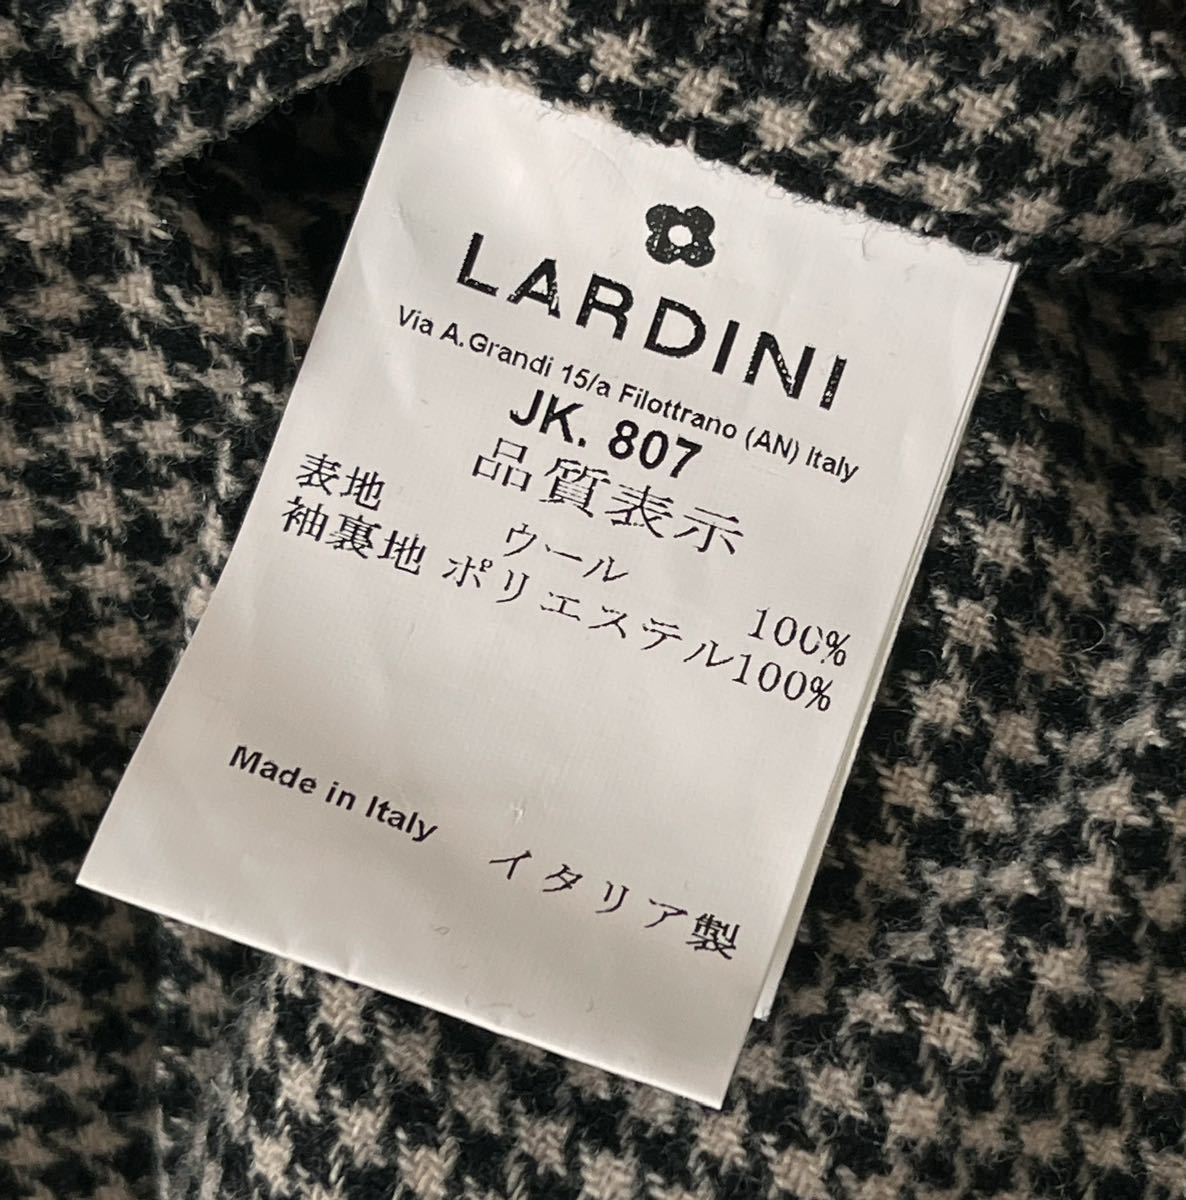 LARDINI
Via A.Grandi 15/a Filottrano (AN) Italy
JK. 807
品質表示
表地 ウール 100%
袖裏地 ポリエステル100%
Made in Italy イタリア製